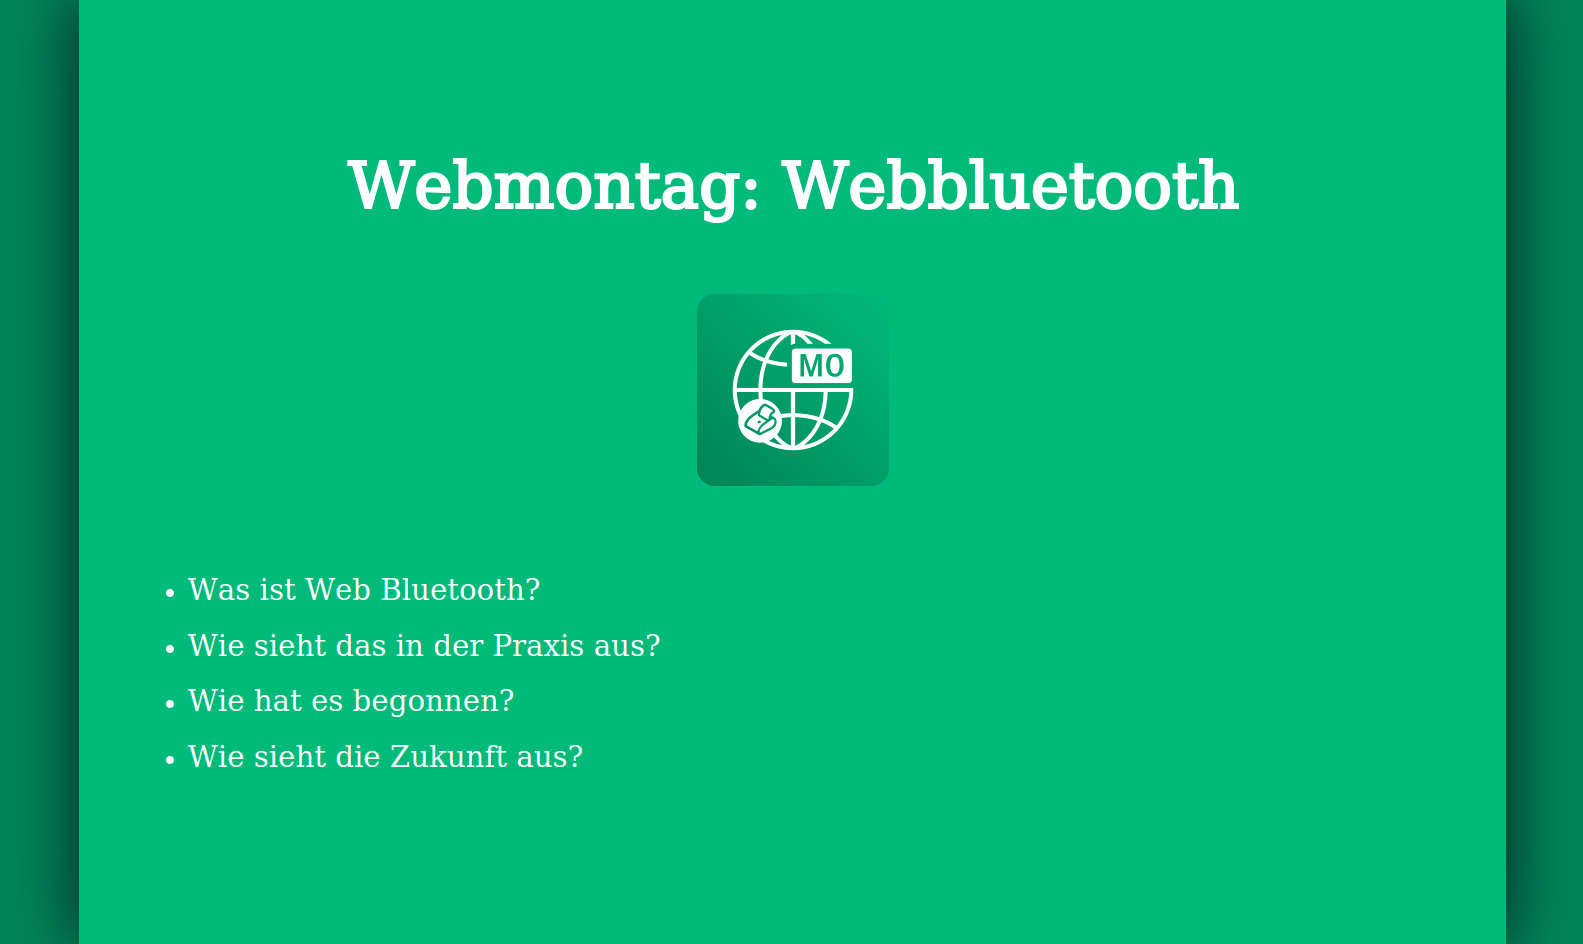 Webmontag: Webbluetooth
MO
Was ist Web Bluetooth?
Wie sieht das in der Praxis aus?
Wie hat es begonnen?
Wie sieht die Zukunft aus?